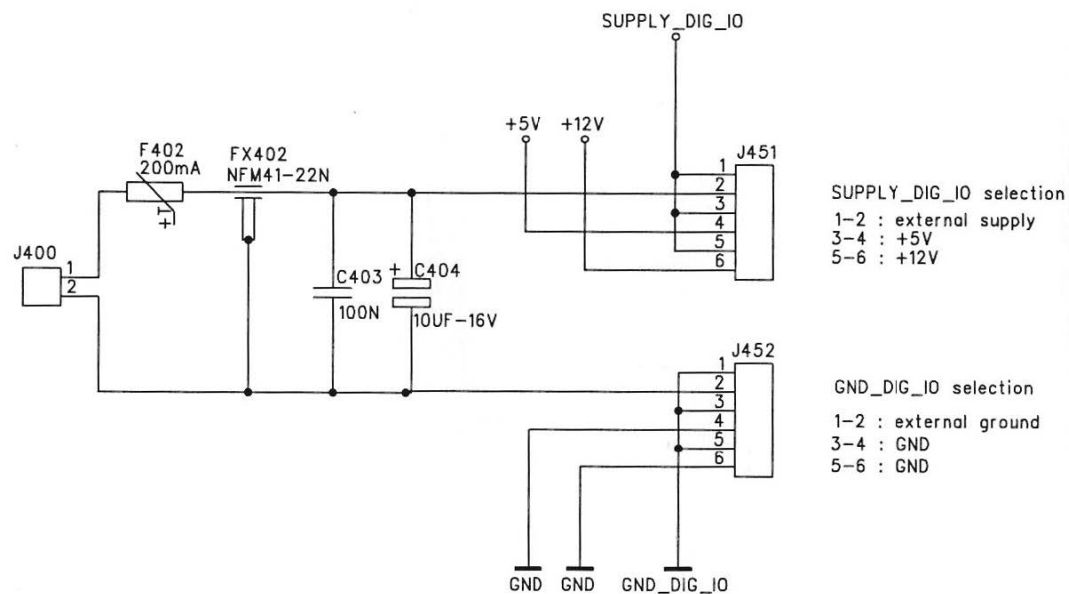 SUPPLY_DIG_IO
+5V
+12V
F402
200mA
+T
FX402
NFM41-22N
J451
1
2
3
4
5
6
SUPPLY_DIG_IO selection
1-2 : external supply
3-4 : +5V
5-6 : +12V
J400
1
2
C403
100N
+
C404
10UF-16V
J452
1
2
3
4
5
6
GND_DIG_IO selection
1-2 : external ground
3-4 : GND
5-6 : GND
GND
GND
GND_DIG_IO